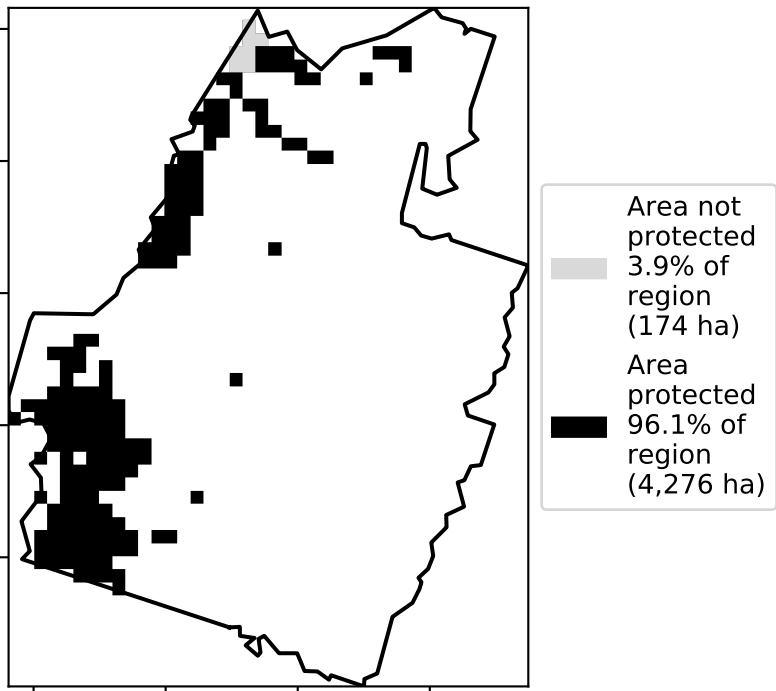 Area not
protected
3.9% of
region
(174 ha)
Area
protected
96.1% of
region
(4,276 ha)